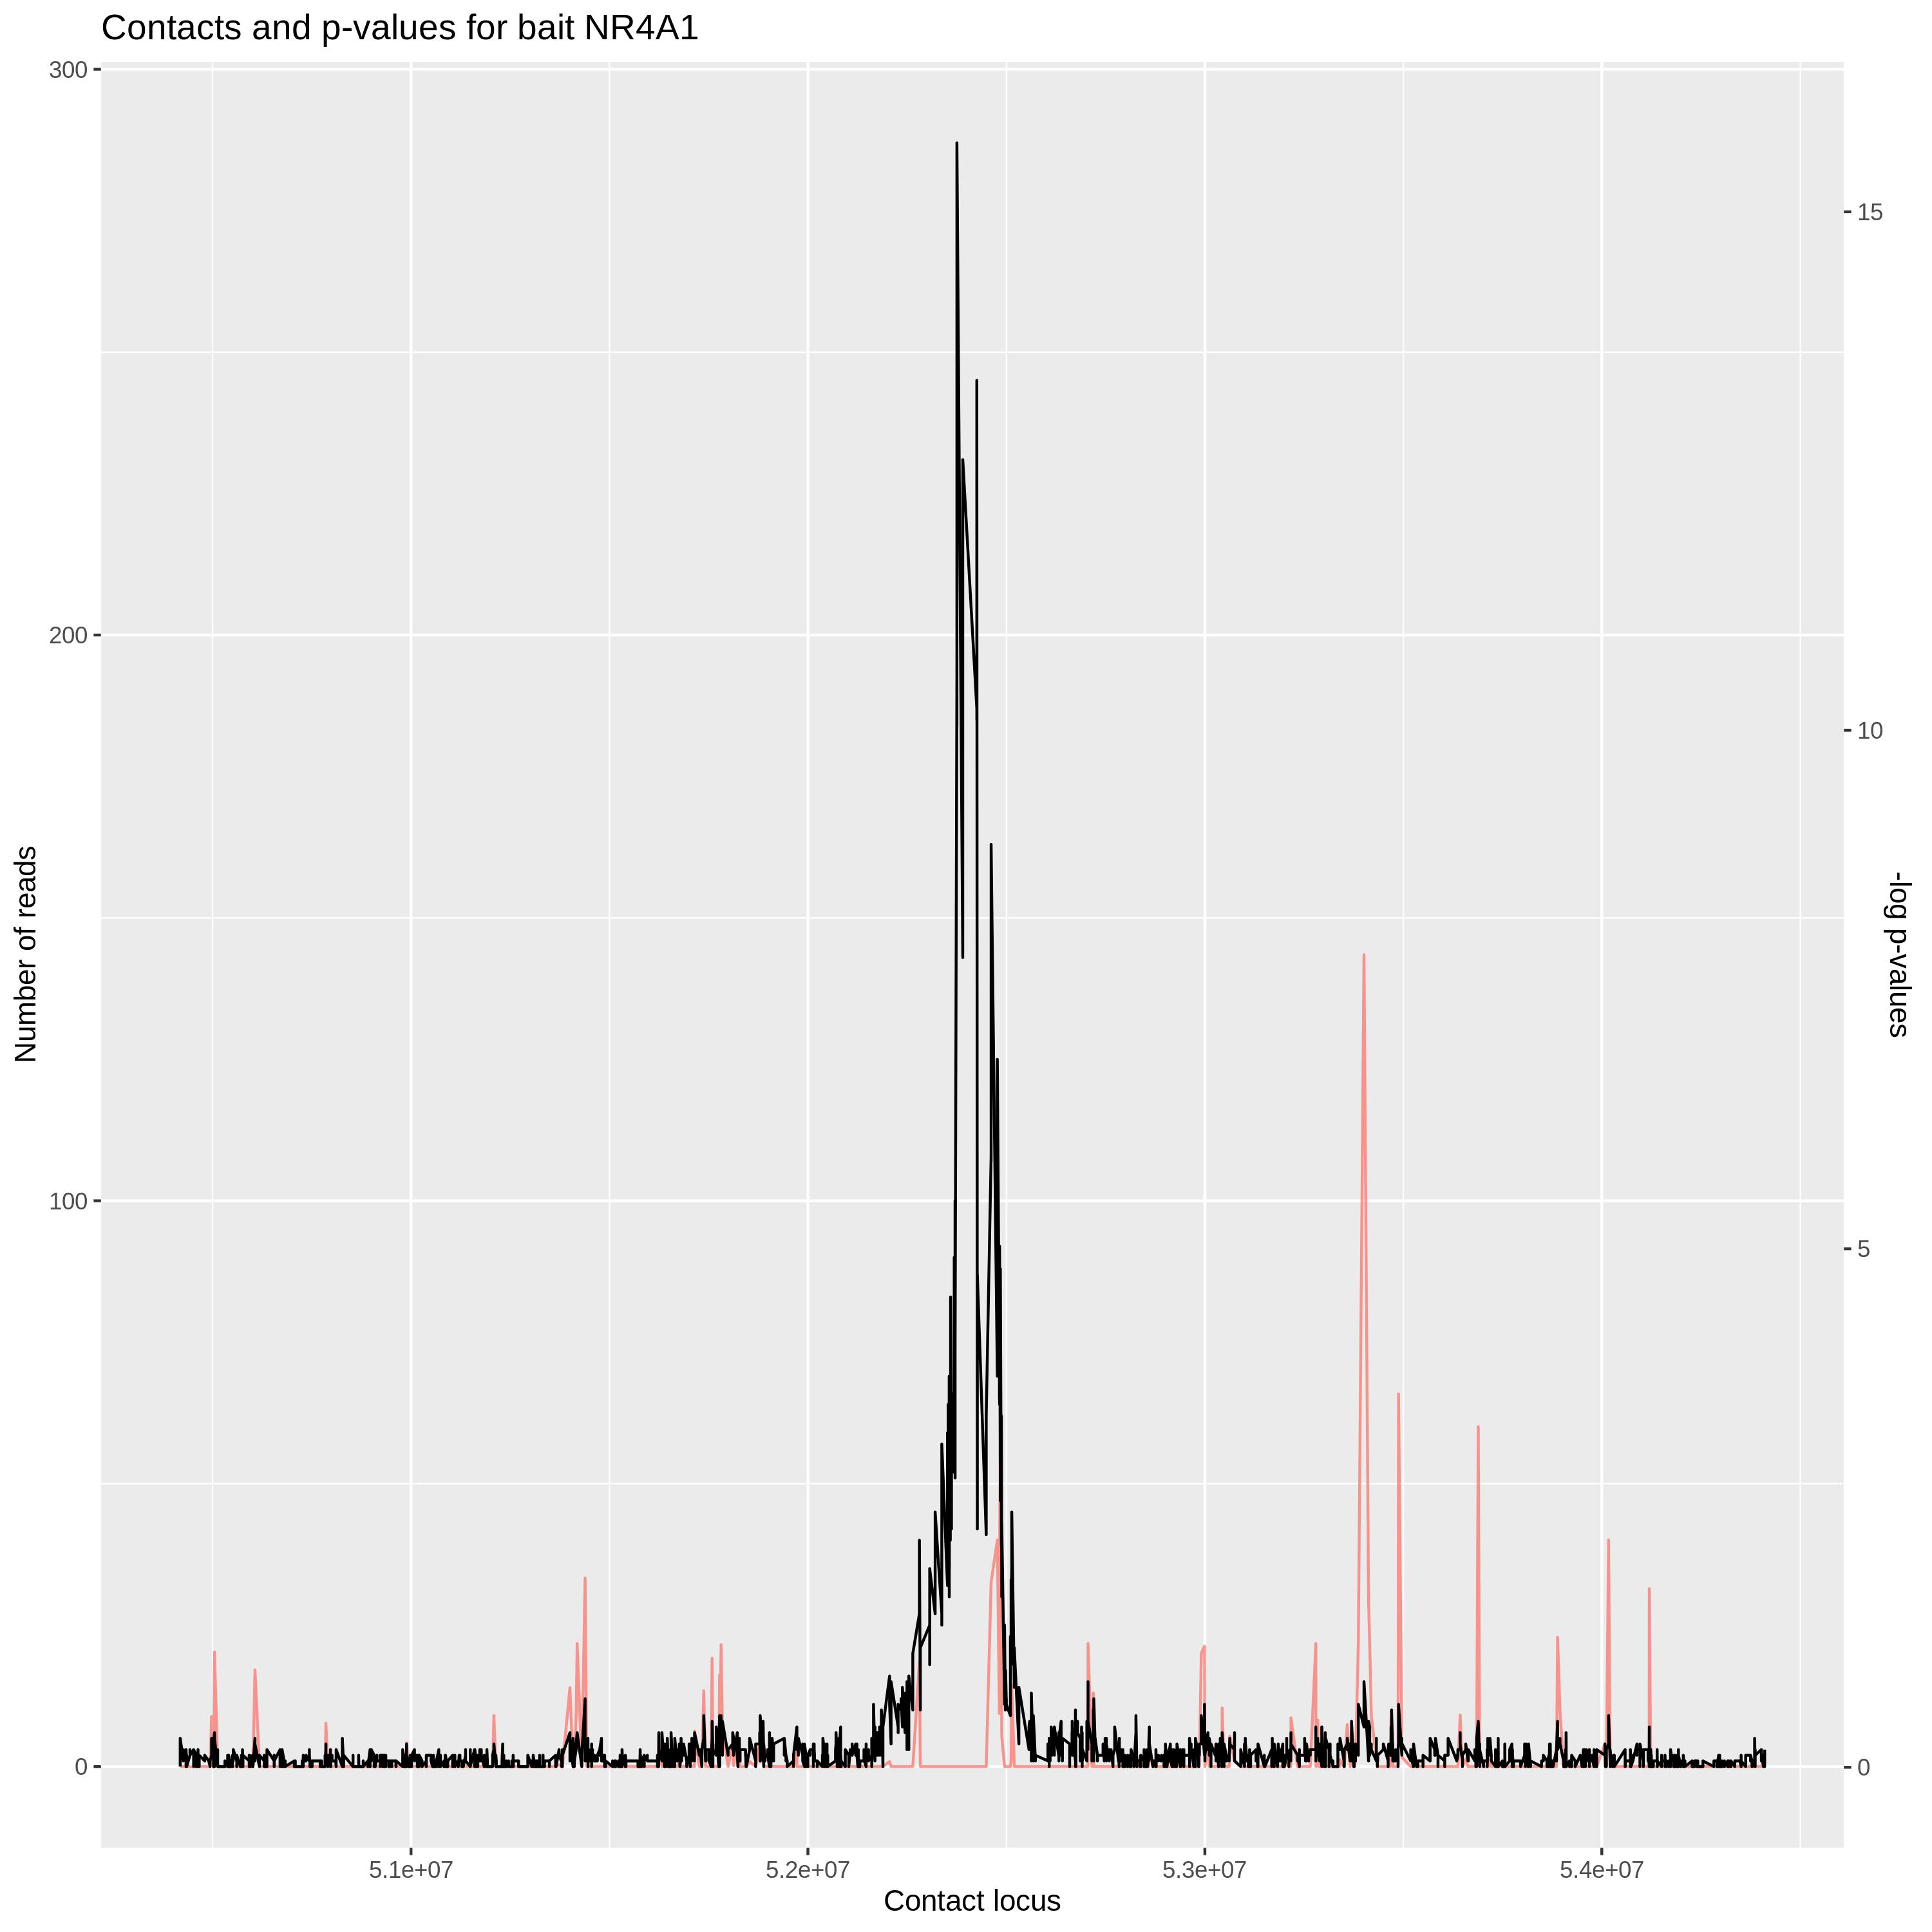 Contacts and p-values for bait NR4A1
300
200
100
0
Number of reads
15
10
5
0
-log p-values
5.1e+07
5.2e+07
5.3e+07
5.4e+07
Contact locus